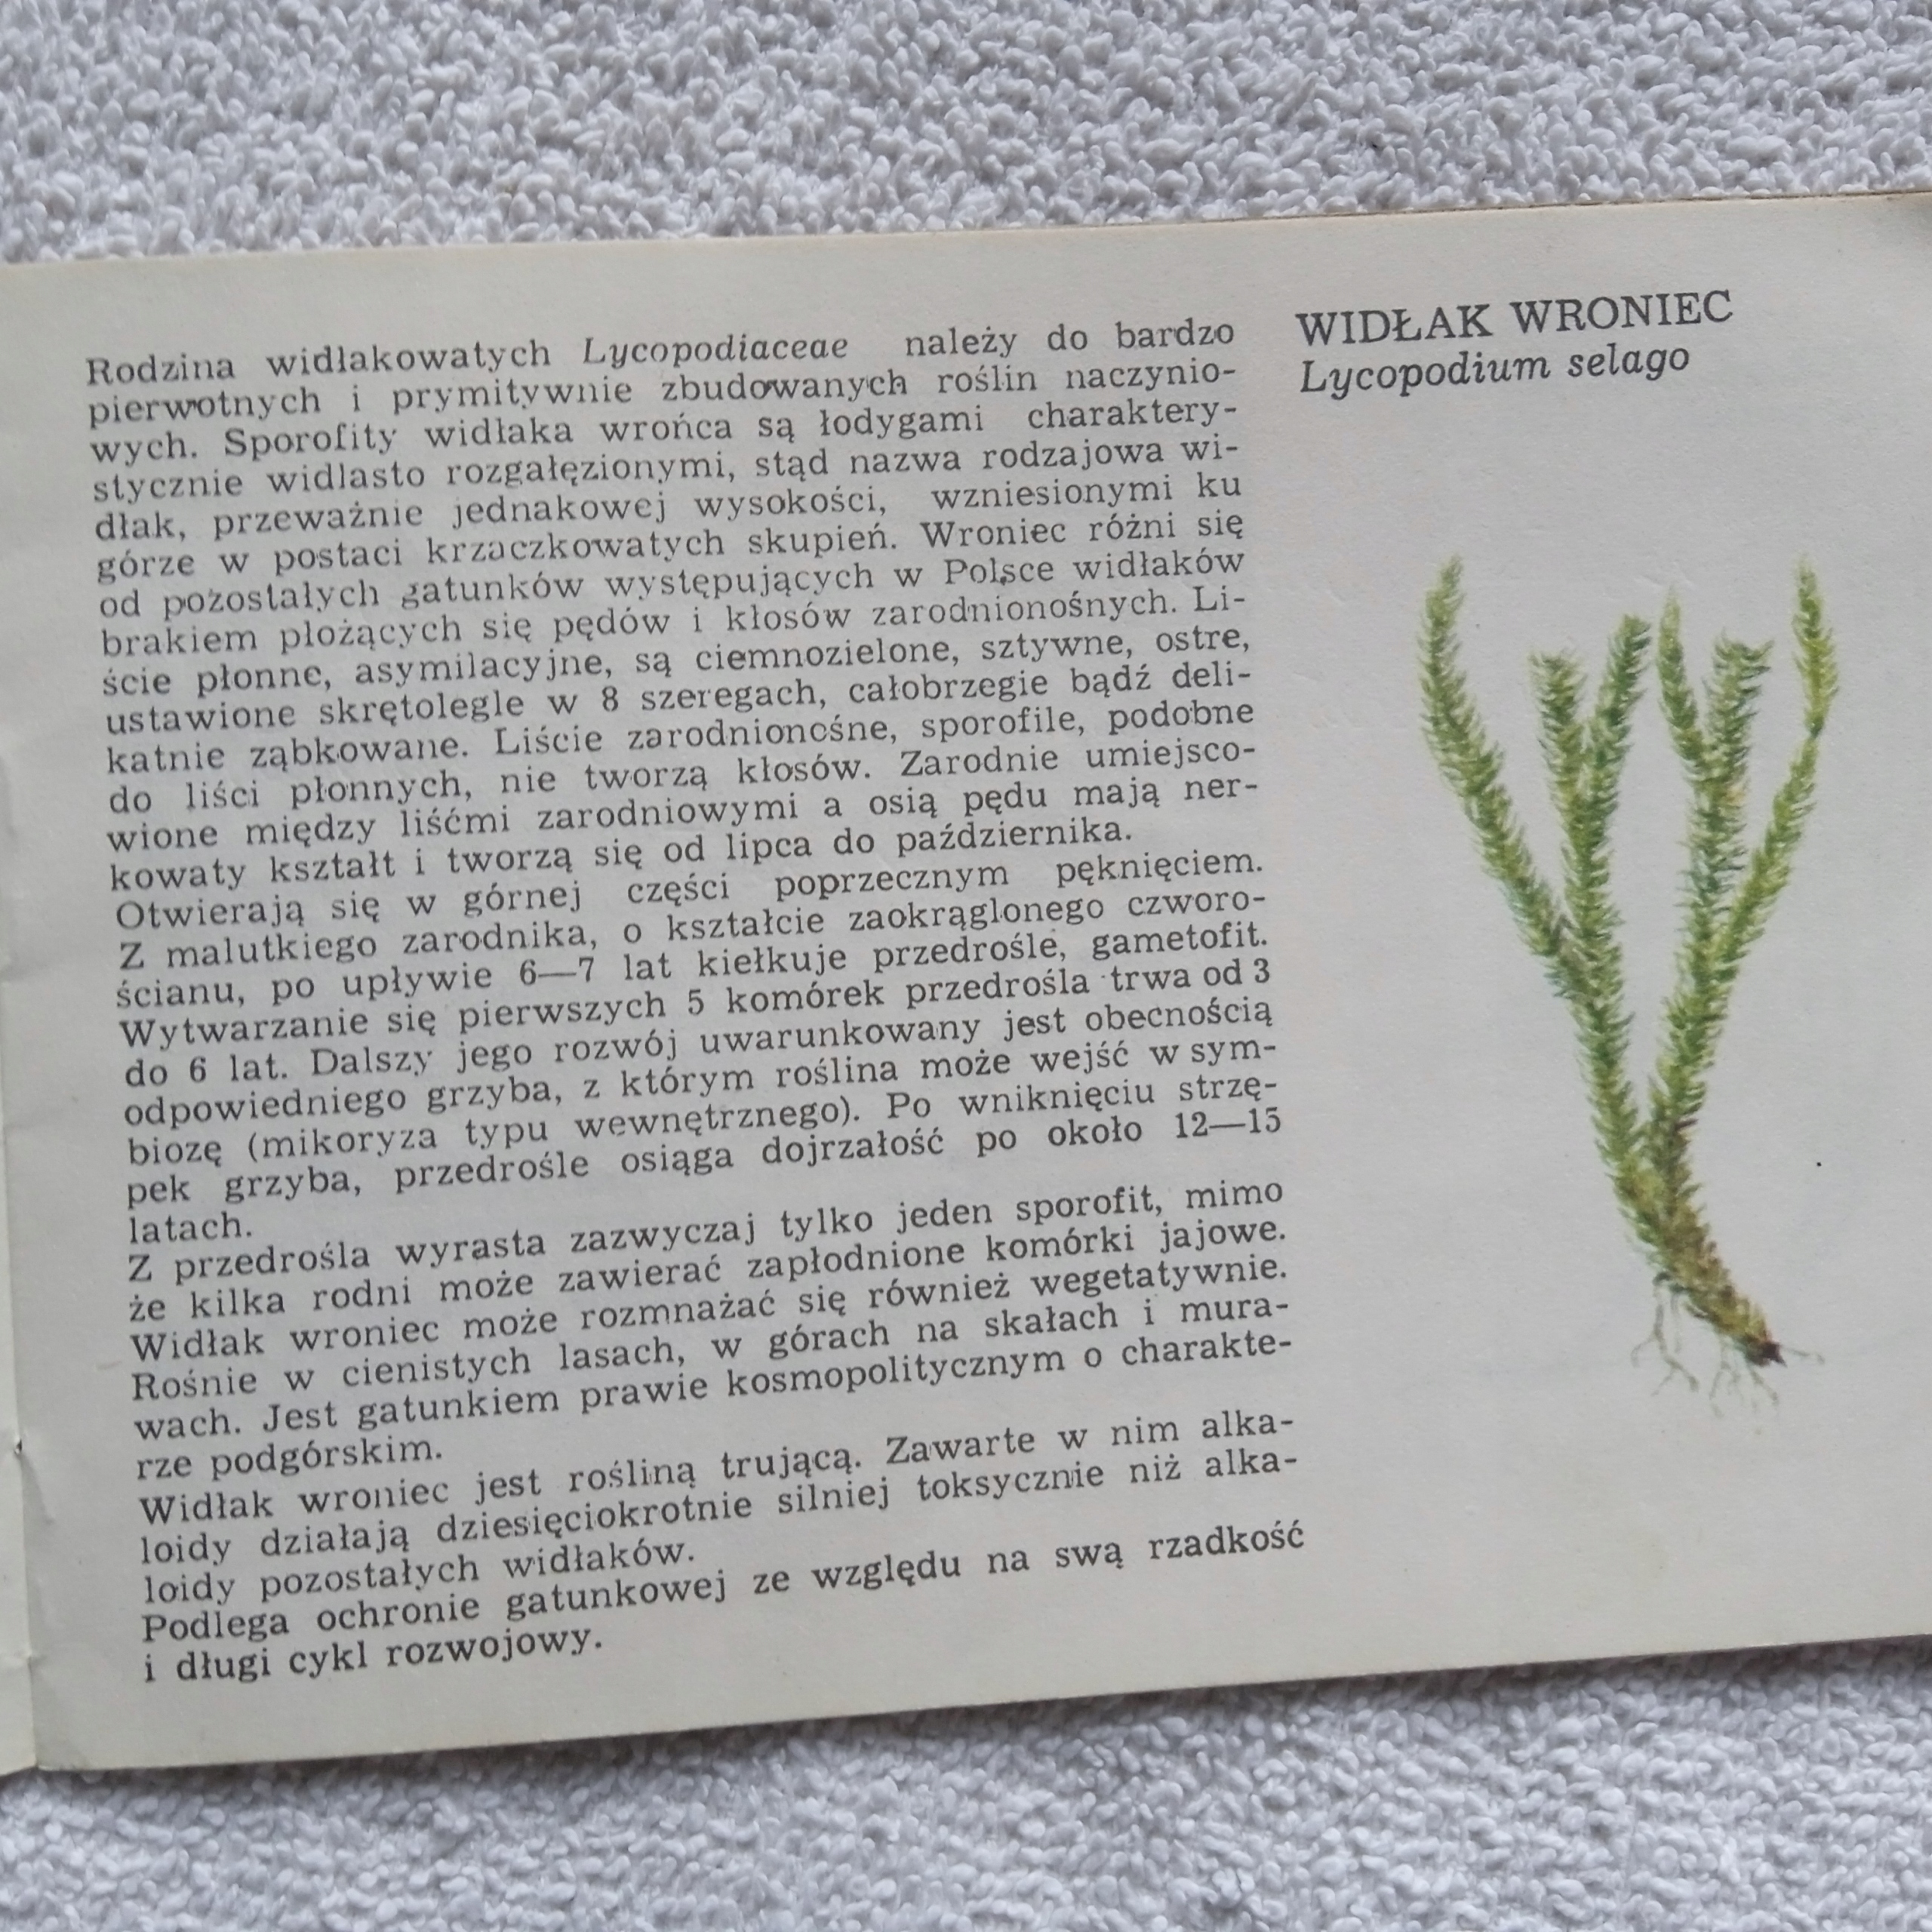 Rodzina widłakowatych Lycopodiaceae należy do bardzo
pierwotnych i prymitywnie zbudowanych roślin naczynio-
wych. Sporofity widłaka wrońca są łodygami charaktery-
stycznie widlasto rozgałęzionymi, stąd nazwa rodzajowa wi-
dłak, przeważnie jednakowej wysokości, wzniesionymi ku
górze w postaci krzaczkowatych skupień. Wroniec różni się
od pozostałych gatunków występujących w Polsce widłaków
brakiem płożących się pędów i kłosów zarodnionośnych. Li-
ście płonne, asymilacyjne, są ciemnozielone, sztywne, ostre,
ustawione skrętolegle w 8 szeregach, całobrzegie bądź deli-
katnie ząbkowane. Liście zarodnionośne, sporofile, podobne
do liści płonnych, nie tworzą kłosów. Zarodnie umiejsco-
wione między liśćmi zarodniowymi a osią pędu mają ner-
kowaty kształt i tworzą się od lipca do października.
Otwierają się w górnej części poprzecznym pęknięciem.
Z malutkiego zarodnika, o kształcie zaokrąglonego czworo-
ścianu, po upływie 6—7 lat kiełkuje przedrośle, gametofit.
Wytwarzanie się pierwszych 5 komórek przedrośla trwa od 3
do 6 lat. Dalszy jego rozwój uwarunkowany jest obecnością
odpowiedniego grzyba, z którym roślina może wejść w sym-
biozę (mikoryza typu wewnętrznego). Po wniknięciu strzę-
pek grzyba, przedrośle osiąga dojrzałość po około 12—15
latach.
Z przedrośla wyrasta zazwyczaj tylko jeden sporofit, mimo
że kilka rodni może zawierać zapłodnione komórki jajowe.
Widłak wroniec może rozmnażać się również wegetatywnie.
Rośnie w cienistych lasach, w górach na skałach i mura-
wach. Jest gatunkiem prawie kosmopolitycznym o charakte-
rze podgórskim.
Widłak wroniec jest rośliną trującą. Zawarte w nim alka-
loidy działają dziesięciokrotnie silniej toksycznie niż alka-
loidy pozostałych widłaków.
Podlega ochronie gatunkowej ze względu na swą rzadkość
i długi cykl rozwojowy.
WIDŁAK WRONIEC
Lycopodium selago